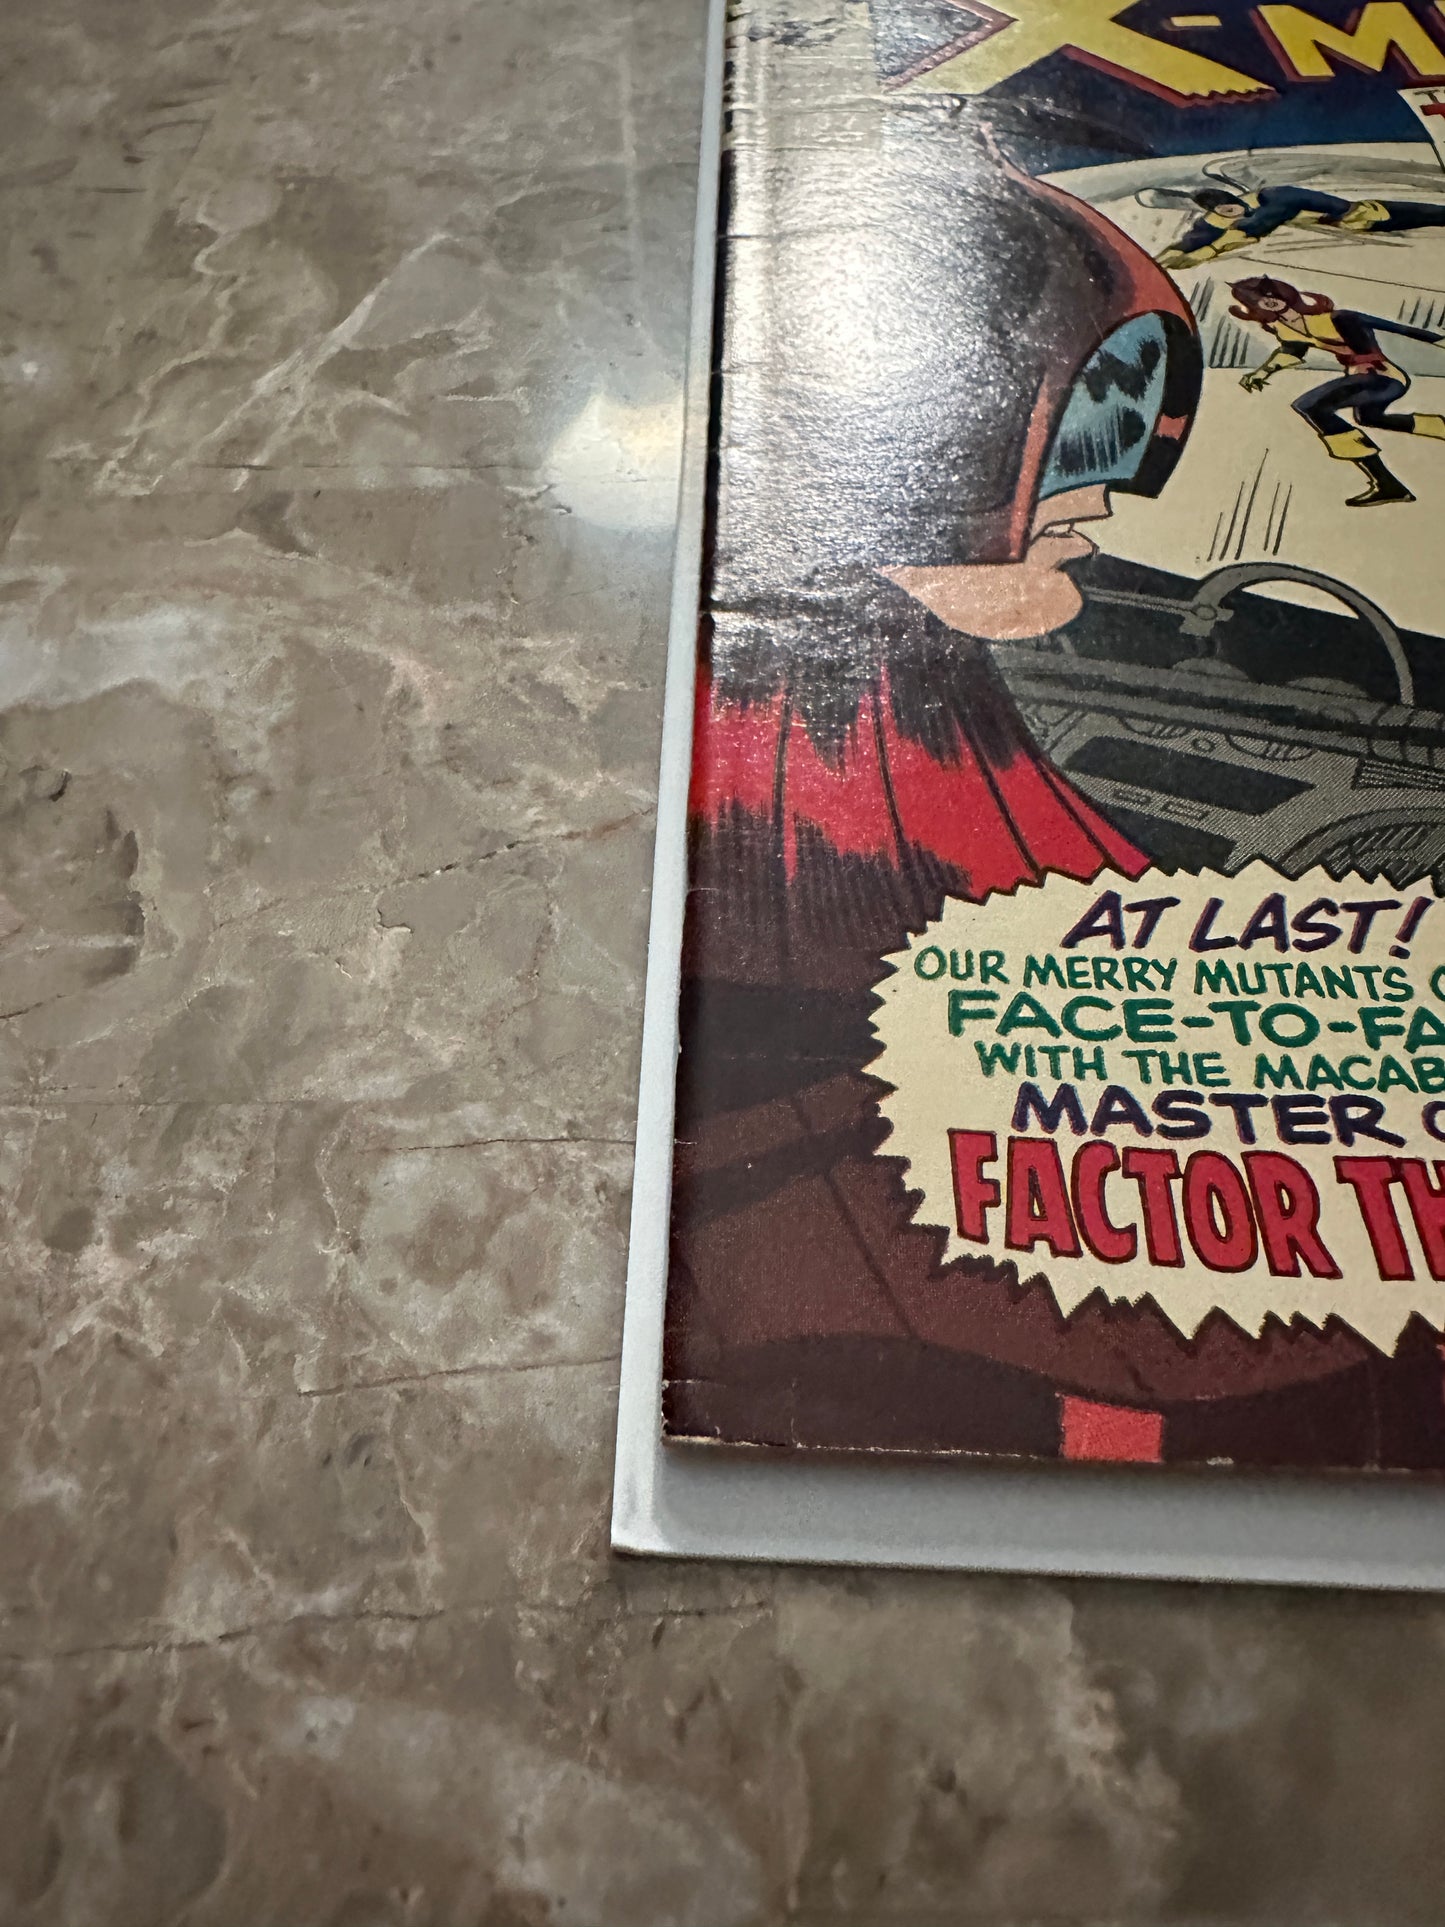 X-M
AT LAST!
OUR MERRY MUTANTS
FACE-TO-FA
WITH THE MACAB
MASTER
FACTOR TH